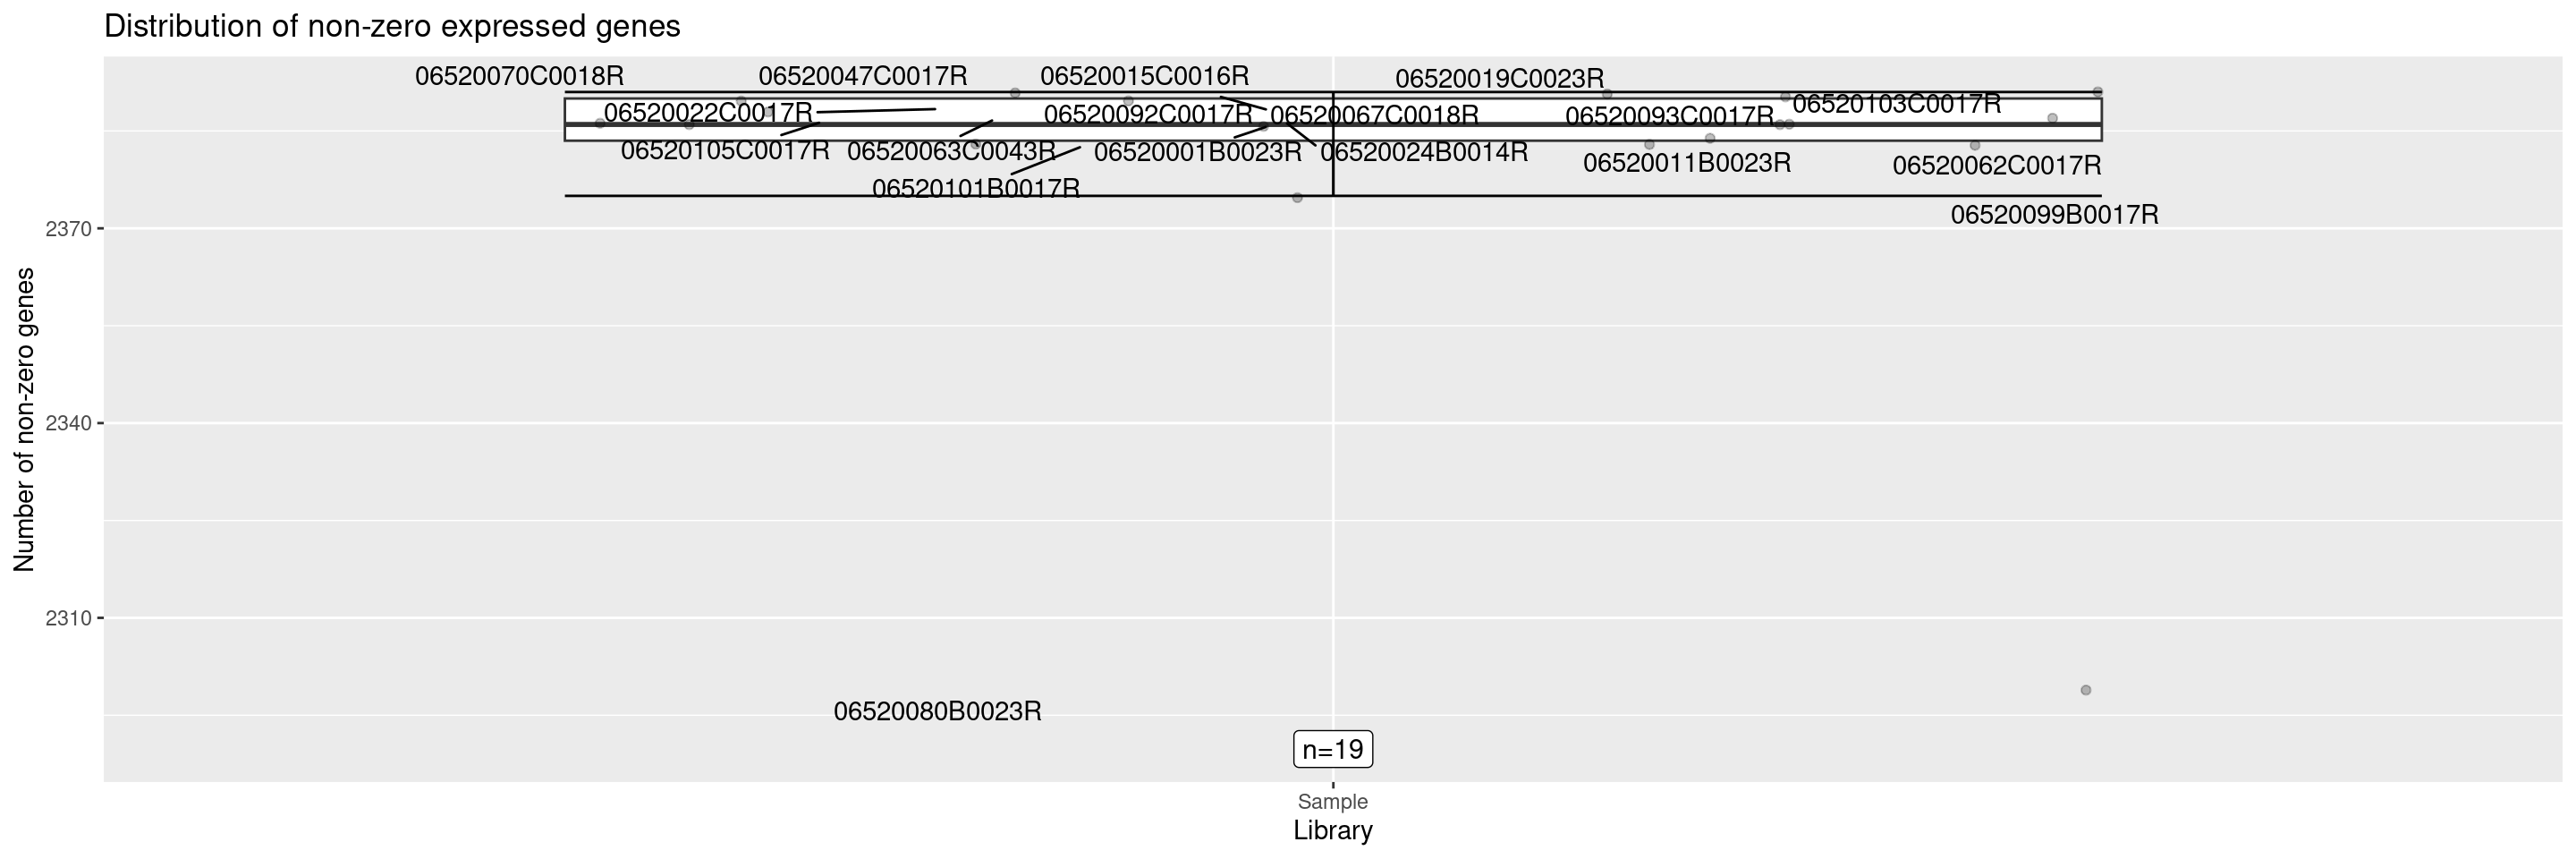 Distribution of non-zero expressed genes
06520070C0018R
06520047C0017R
06520015C0016R
06520019C0023R
06520022C0017R
06520092C0017R
06520067C0018R
06520093C0017R
06520103C0017R
06520105C0017R
06520063C0043R
06520001B0023R
06520024B0014R
06520011B0023R
06520062C0017R
06520101B0017R
06520099B0017R
06520080B0023R
2370
2340
2310
Number of non-zero genes
n=19
Sample
Library